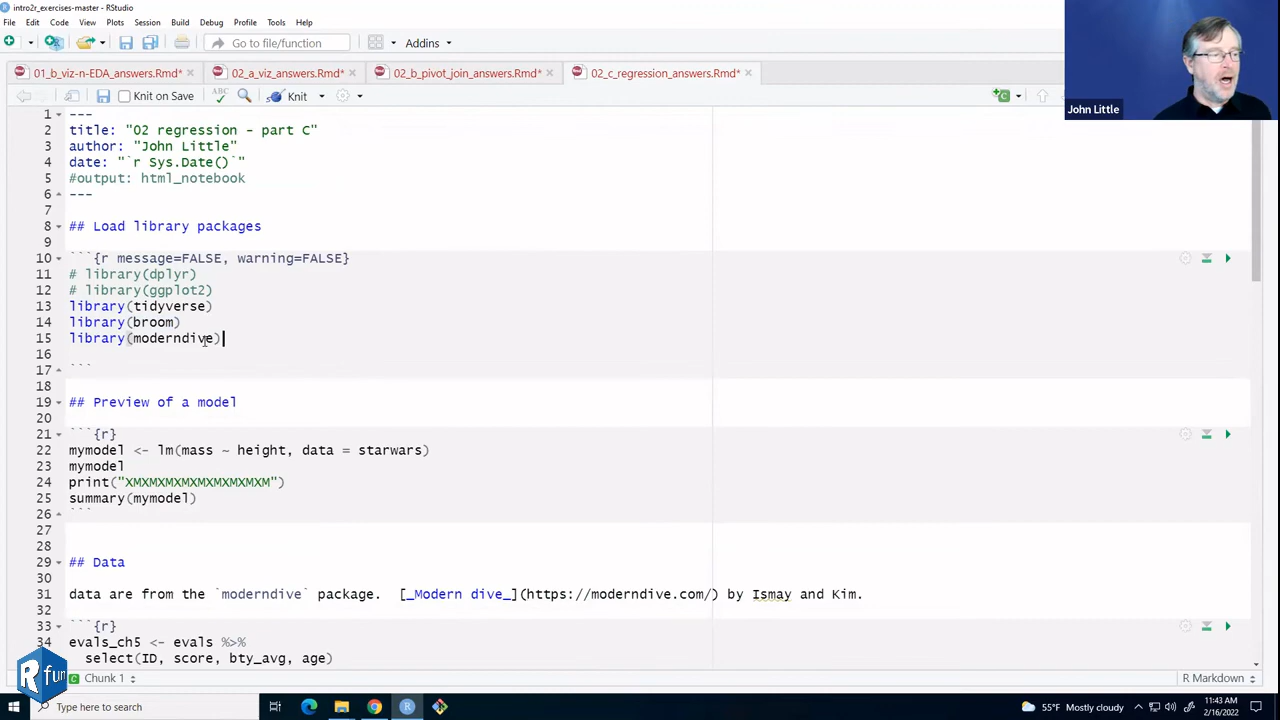 intro2r_exercises-master - RStudio
File Edit Code View Plots Session Build Debug Profile Tools Help
Go to file/function Addins
01_b_viz-n-EDA_answers.Rmd* 02_a_viz_answers.Rmd* 02_b_pivot_join_answers.Rmd* 02_c_regression_answers.Rmd*
Knit on Save ABC Knit
John Little
1 ---
2 title: "02 regression - part C"
3 author: "John Little"
4 date: "`r Sys.Date()`"
5 #output: html_notebook
6 ---
7
8 ## Load library packages
9
10 ```{r message=FALSE, warning=FALSE}
11 # library(dplyr)
12 # library(ggplot2)
13 library(tidyverse)
14 library(broom)
15 library(moderndive)
16
17 ```
18
19 ## Preview of a model
20
21 ```{r}
22 mymodel <- lm(mass ~ height, data = starwars)
23 mymodel
24 print("XMXMXMXMXMXMXMXMXM")
25 summary(mymodel)
26 ```
27
28
29 ## Data
30
31 data are from the `moderndive` package.  [_Modern dive_](https://moderndive.com/) by Ismay and Kim.
32
33 ```{r}
34 evals_ch5 <- evals %>%
select(ID, score, bty_avg, age)
R fun
Chunk 1 R Markdown
Type here to search
55°F Mostly cloudy
11:43 AM
2/16/2022